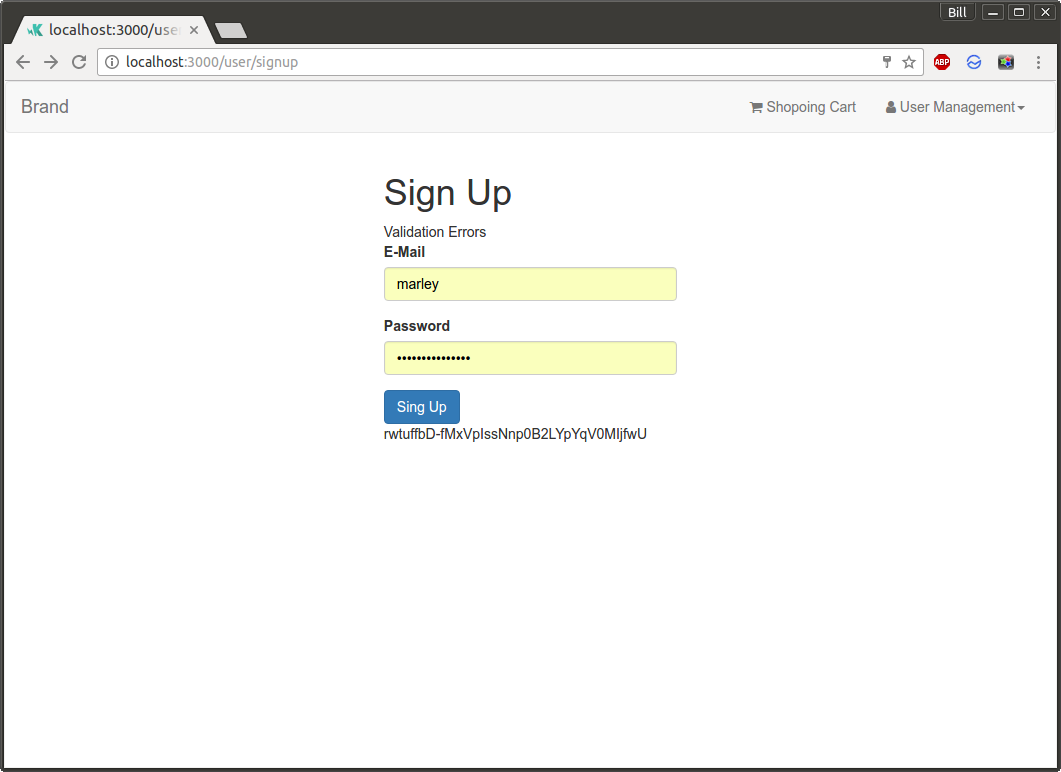 Bill
localhost:3000/use
localhost:3000/user/signup
ABP
Brand
Shopoing Cart
User Management
Sign Up
Validation Errors
E-Mail
marley
Password
•••••••••••••••
Sing Up
rwtuffbD-fMxVpIssNnp0B2LYpYqV0MIjfwU